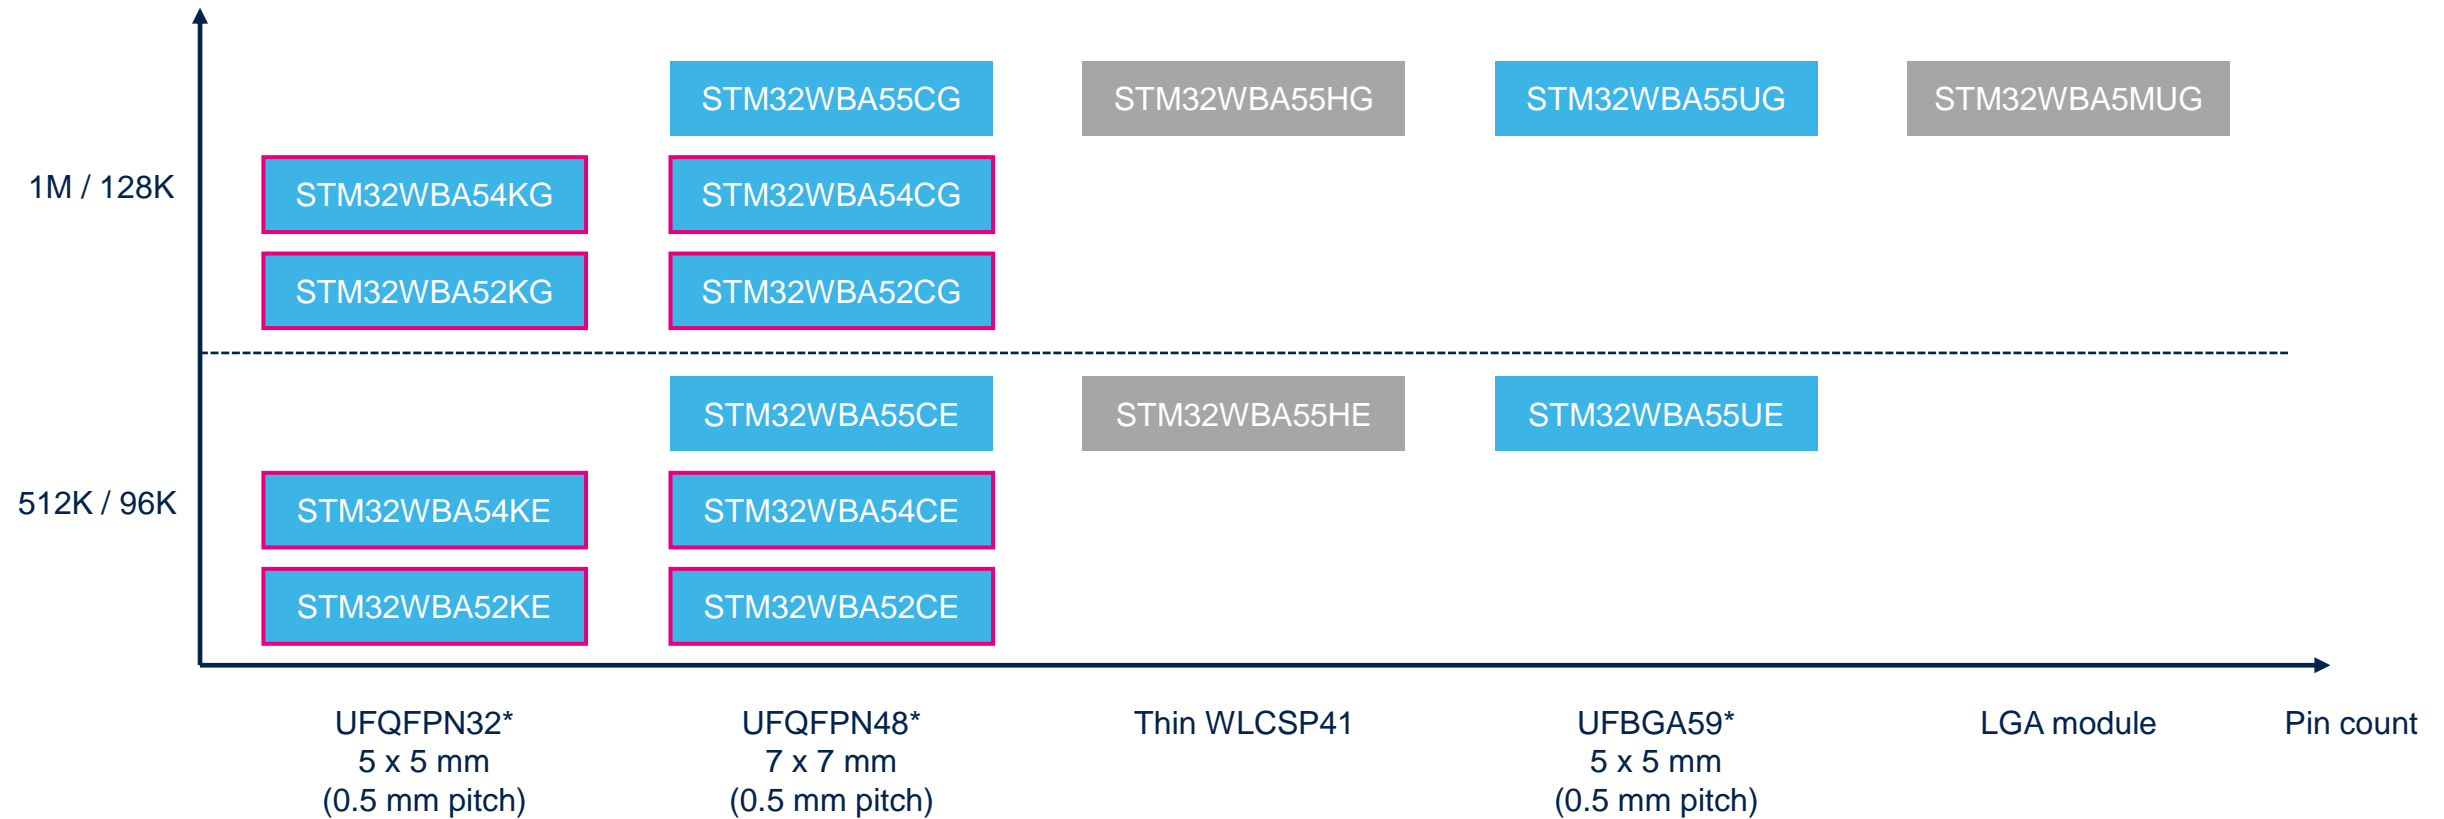 STM32WBA55CG
STM32WBA55HG
STM32WBA55UG
STM32WBA5MUG
1M / 128K
STM32WBA54KG
STM32WBA54CG
STM32WBA52KG
STM32WBA52CG
STM32WBA55CE
STM32WBA55HE
STM32WBA55UE
512K / 96K
STM32WBA54KE
STM32WBA54CE
STM32WBA52KE
STM32WBA52CE
UFQFPN32*
5 x 5 mm
(0.5 mm pitch)
UFQFPN48*
7 x 7 mm
(0.5 mm pitch)
Thin WLCSP41
UFBGA59*
5 x 5 mm
(0.5 mm pitch)
LGA module
Pin count